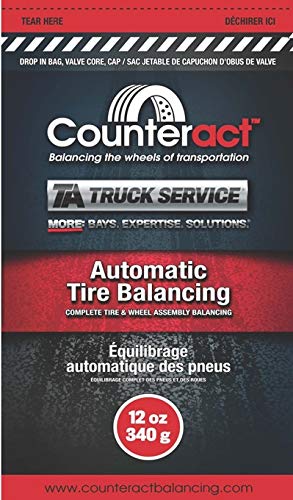 TEAR HERE DÉCHIRER ICI
DROP IN BAG, VALVE CORE, CAP / SAC JETABLE DE CAPUCHON D'OBUS DE VALVE
Counteract™
Balancing the wheels of transportation
TA TRUCK SERVICE®
MORE: BAYS. EXPERTISE. SOLUTIONS.®
Automatic
Tire Balancing
COMPLETE TIRE & WHEEL ASSEMBLY BALANCING
Équilibrage
automatique des pneus
ÉQUILIBRAGE COMPLET DES PNEUS ET DES ROUES
12 oz
340 g
www.counteractbalancing.com